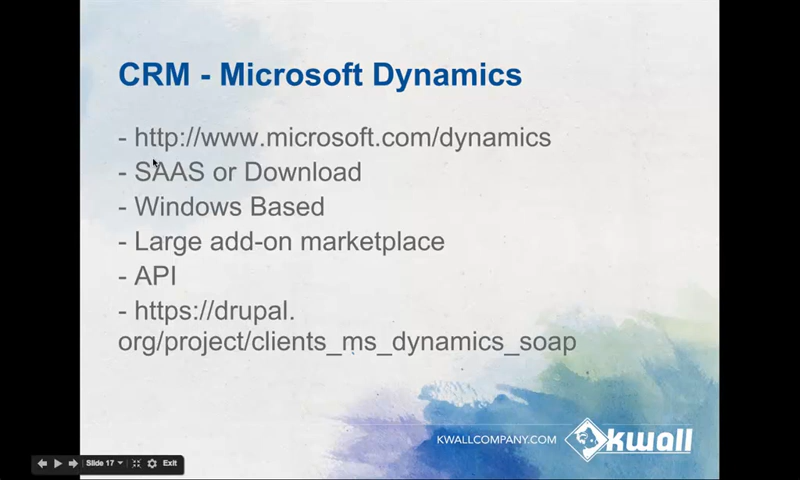 CRM - Microsoft Dynamics
- http://www.microsoft.com/dynamics
- SAAS or Download
- Windows Based
- Large add-on marketplace
- API
- https://drupal.
org/project/clients_ms_dynamics_soap
KWALLCOMPANY.COM
kwall
Slide 17
Exit